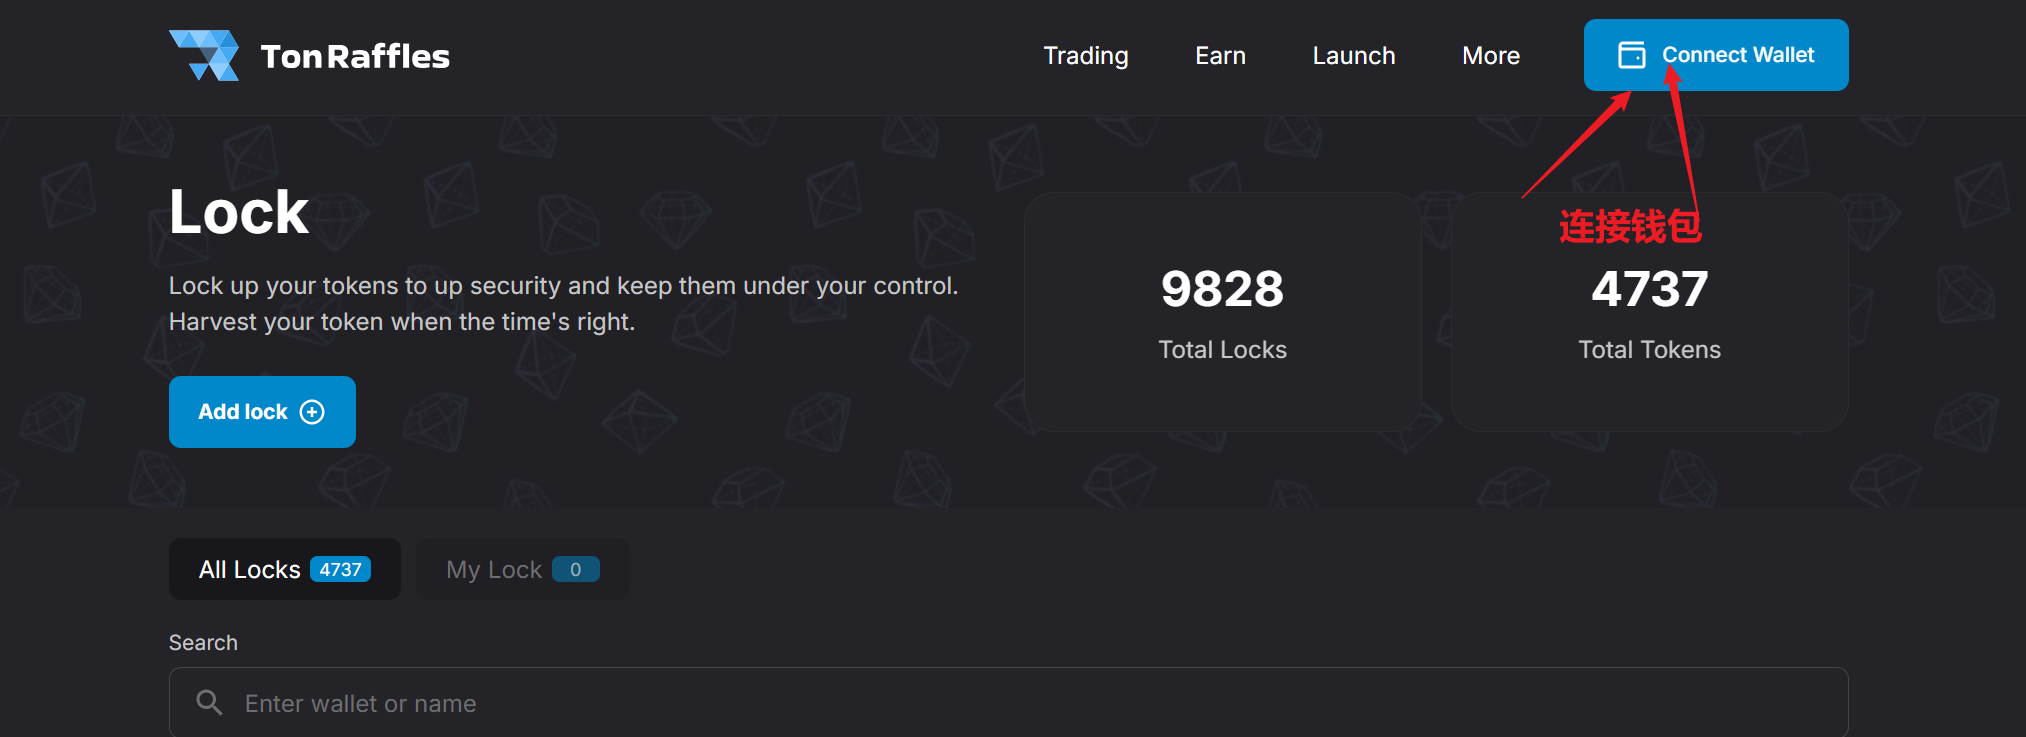 TonRaffles
Trading
Earn
Launch
More
Connect Wallet
Lock
Lock up your tokens to up security and keep them under your control.
Harvest your token when the time's right.
Add lock
连接钱包
9828
Total Locks
4737
Total Tokens
All Locks 4737
My Lock 0
Search
Enter wallet or name